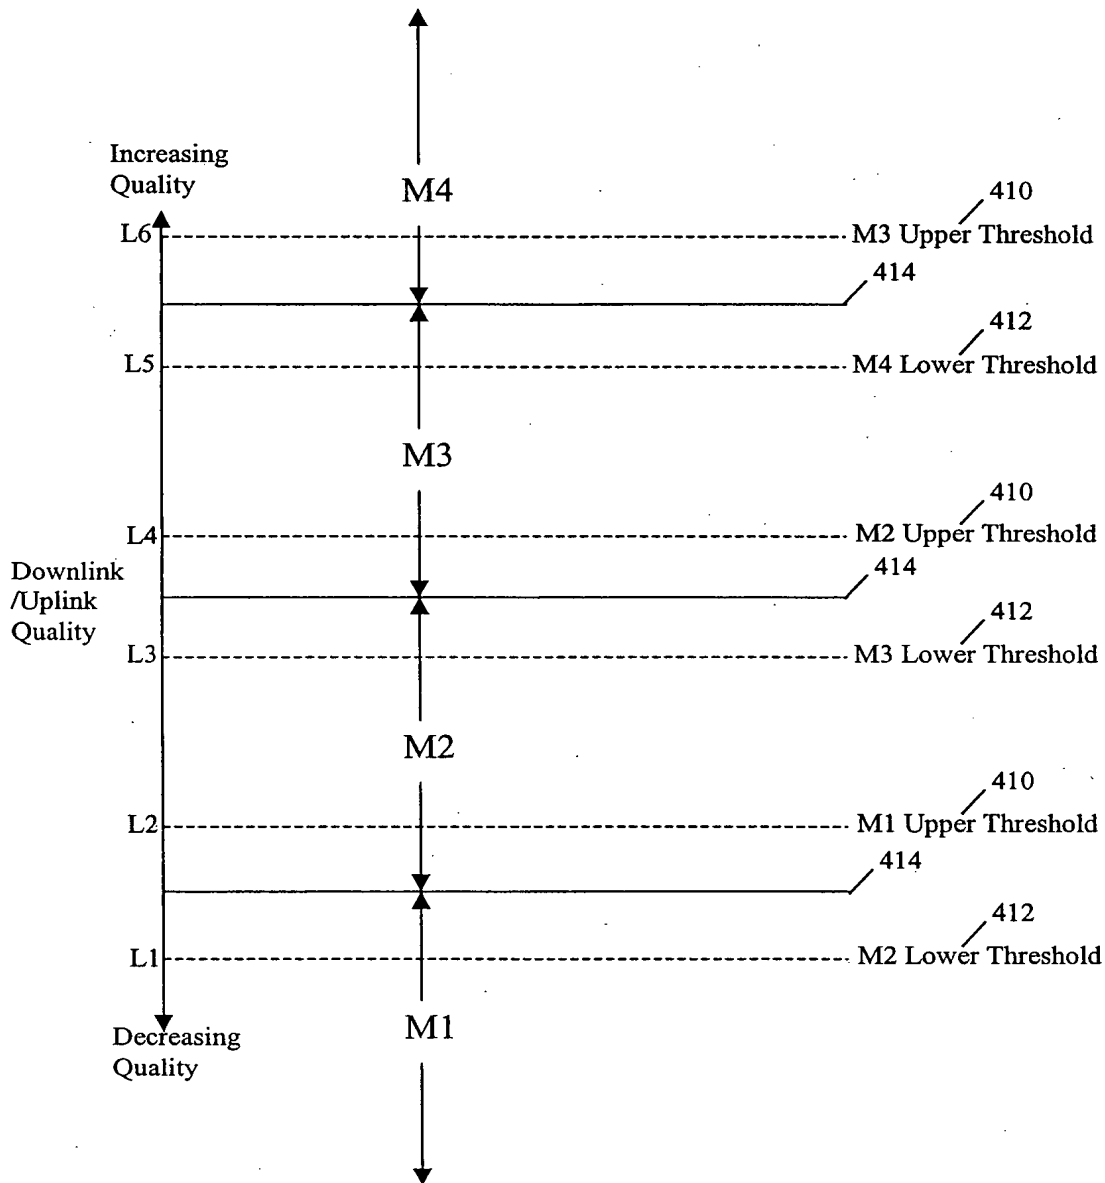 Increasing
Quality
M4
410
L6
M3 Upper Threshold
414
412
L5
M4 Lower Threshold
M3
410
L4
M2 Upper Threshold
414
Downlink
/Uplink
Quality
412
L3
M3 Lower Threshold
M2
410
L2
M1 Upper Threshold
414
412
L1
M2 Lower Threshold
M1
Decreasing
Quality